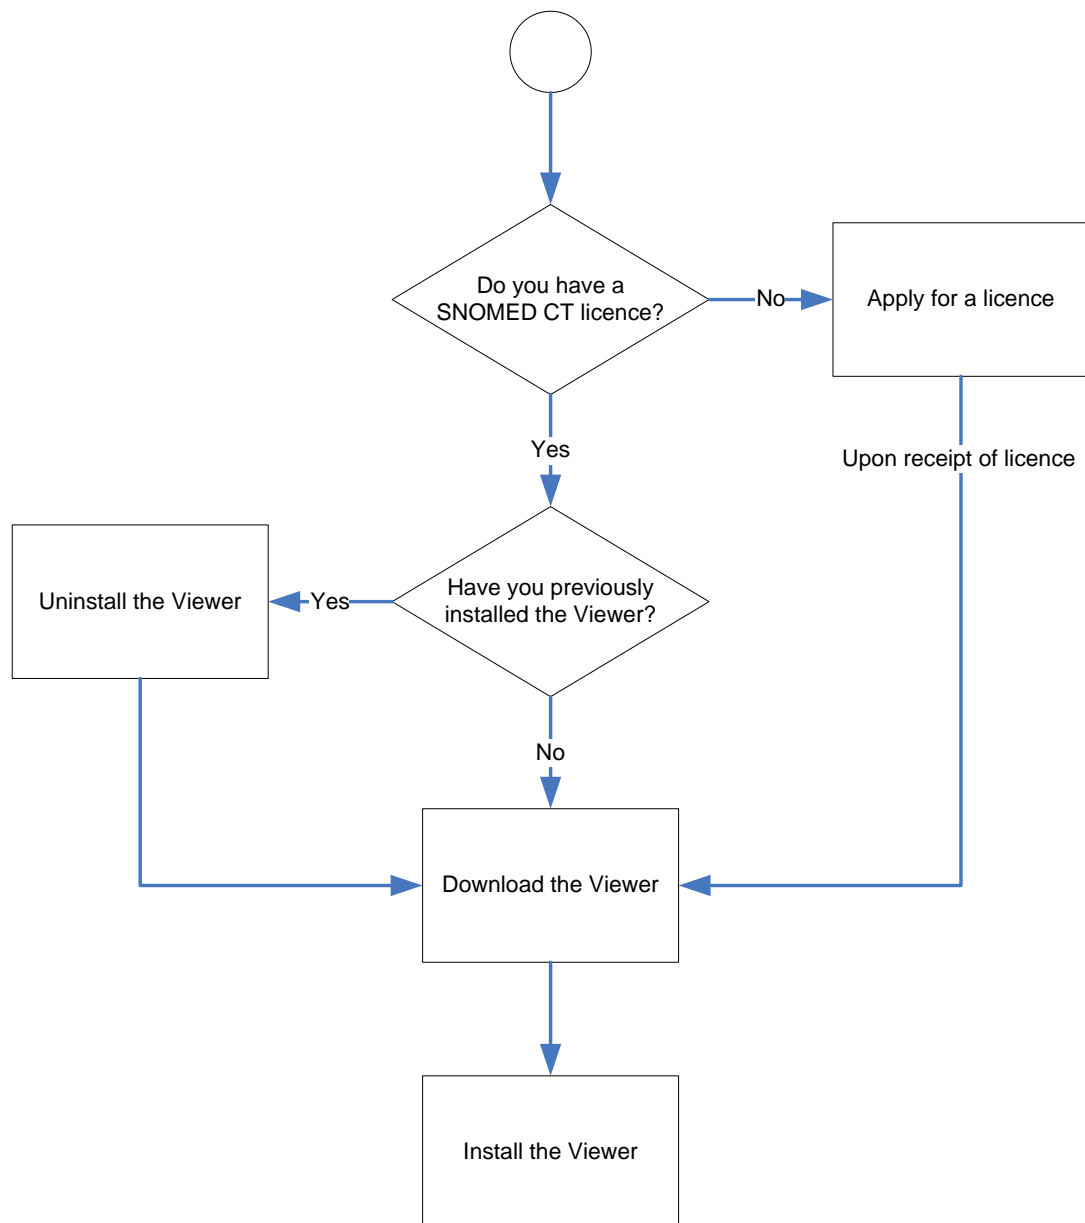 Do you have a
SNOMED CT licence?
No
Apply for a licence
Yes
Upon receipt of licence
Have you previously
installed the Viewer?
Yes
Uninstall the Viewer
No
Download the Viewer
Install the Viewer